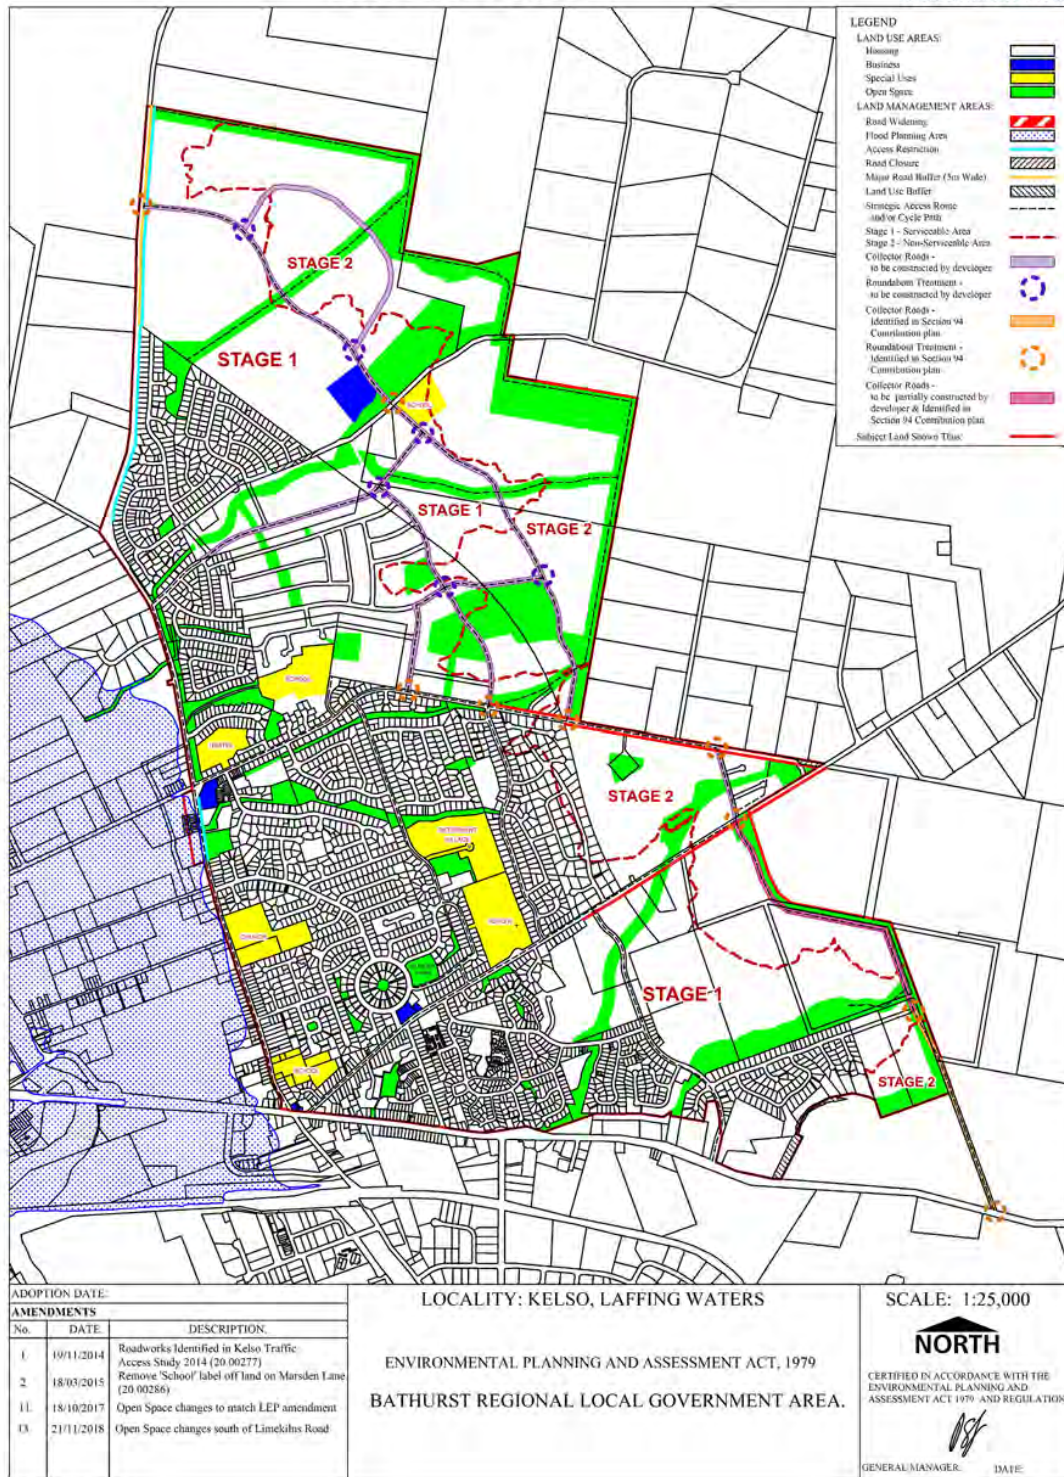 LEGEND
LAND USE AREAS:
Housing
Business
Special Uses
Open Space
LAND MANAGEMENT AREAS:
Road Widening
Flood Planning Area
Access Restriction
Road Closure
Major Road Buffer (5m Wide)
Land Use Buffer
Strategic Access Route
and/or Cycle Path
Stage 1 - Serviceable Area
Stage 2 - Non-Serviceable Area
Collector Roads -
to be constructed by developer
Roundabout Treatment -
to be constructed by developer
Collector Roads -
Identified in Section 94
Contribution plan
Roundabout Treatment -
Identified in Section 94
Contribution plan
Collector Roads -
to be partially constructed by
developer & Identified in
Section 94 Contribution plan
Subject Land Shown Thus:
STAGE 2
STAGE 1
SCHOOL
STAGE 1
STAGE 2
SCHOOL
STAGE 2
RETIREMENT
VILLAGE
CHURCH
SCHOOL
STAGE 1
SCHOOL
STAGE 2
ADOPTION DATE:
AMENDMENTS
No. DATE DESCRIPTION.
1 19/11/2014 Roadworks Identified in Kelso Traffic
Access Study 2014 (20.00277)
2 18/03/2015 Remove 'School' label off land on Marsden Lane
(20.00286)
11. 18/10/2017 Open Space changes to match LEP amendment
13. 21/11/2018 Open Space changes south of Limekilns Road
LOCALITY: KELSO, LAFFING WATERS
ENVIRONMENTAL PLANNING AND ASSESSMENT ACT, 1979
BATHURST REGIONAL LOCAL GOVERNMENT AREA.
SCALE: 1:25,000
NORTH
CERTIFIED IN ACCORDANCE WITH THE
ENVIRONMENTAL PLANNING AND
ASSESSMENT ACT 1979 AND REGULATION
GENERAL MANAGER. DATE: